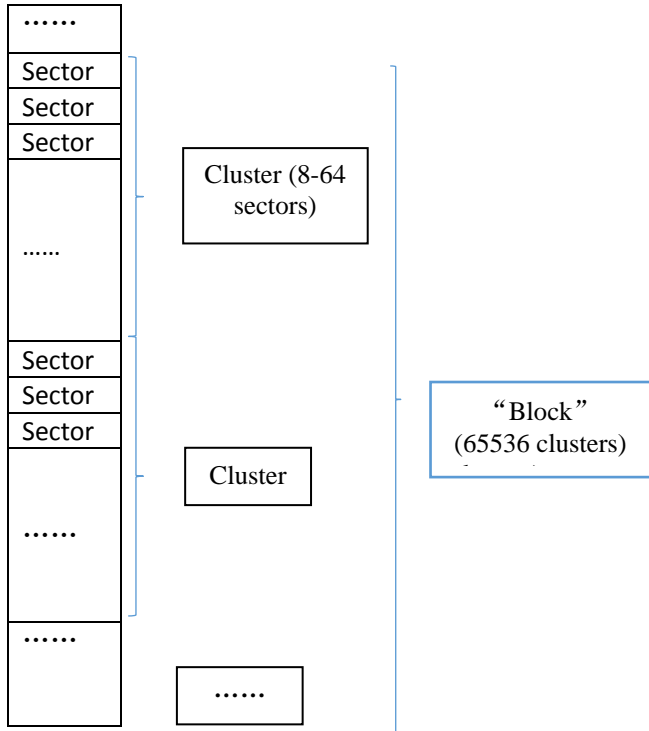 ……
Sector
Sector
Sector
Cluster (8-64
sectors)
……
Sector
Sector
Sector
“Block”
(65536 clusters)
Cluster
……
……
……